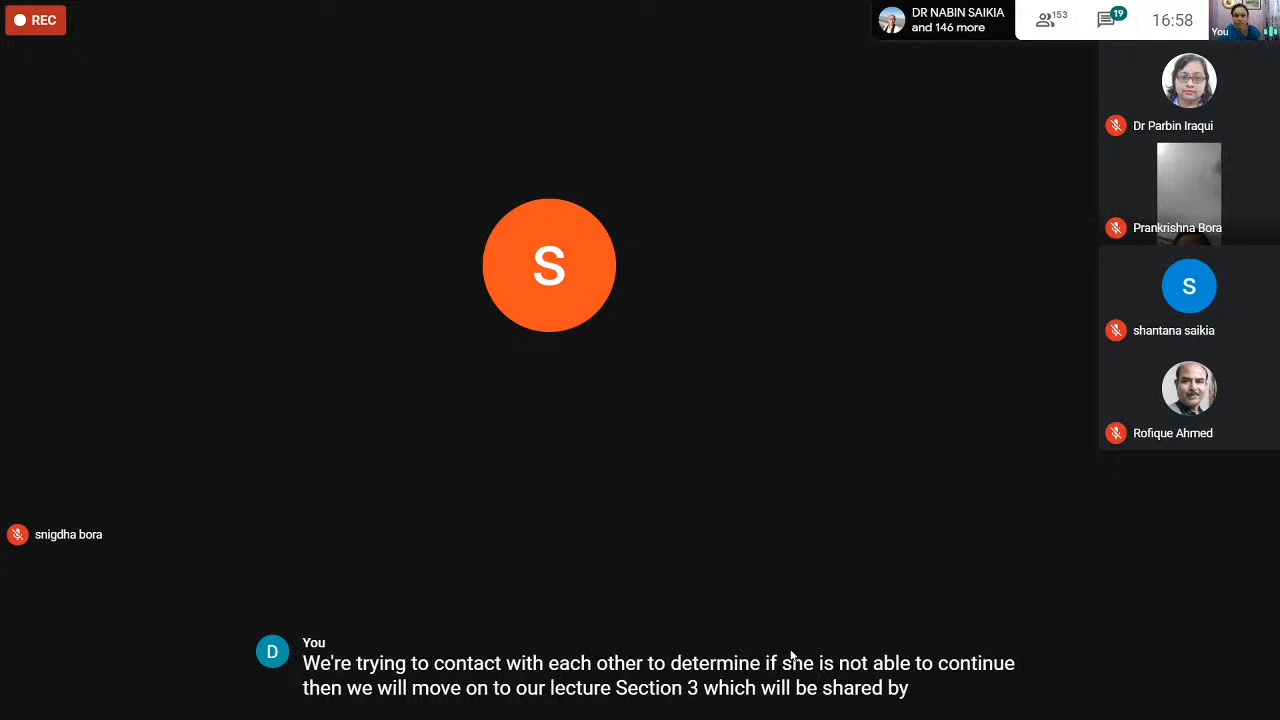 REC
DR NABIN SAIKIA
and 146 more
153
19
16:58
You
Dr Parbin Iraqui
Prankrishna Bora
S
S
shantana saikia
Rofique Ahmed
snigdha bora
D
You
We're trying to contact with each other to determine if she is not able to continue
then we will move on to our lecture Section 3 which will be shared by